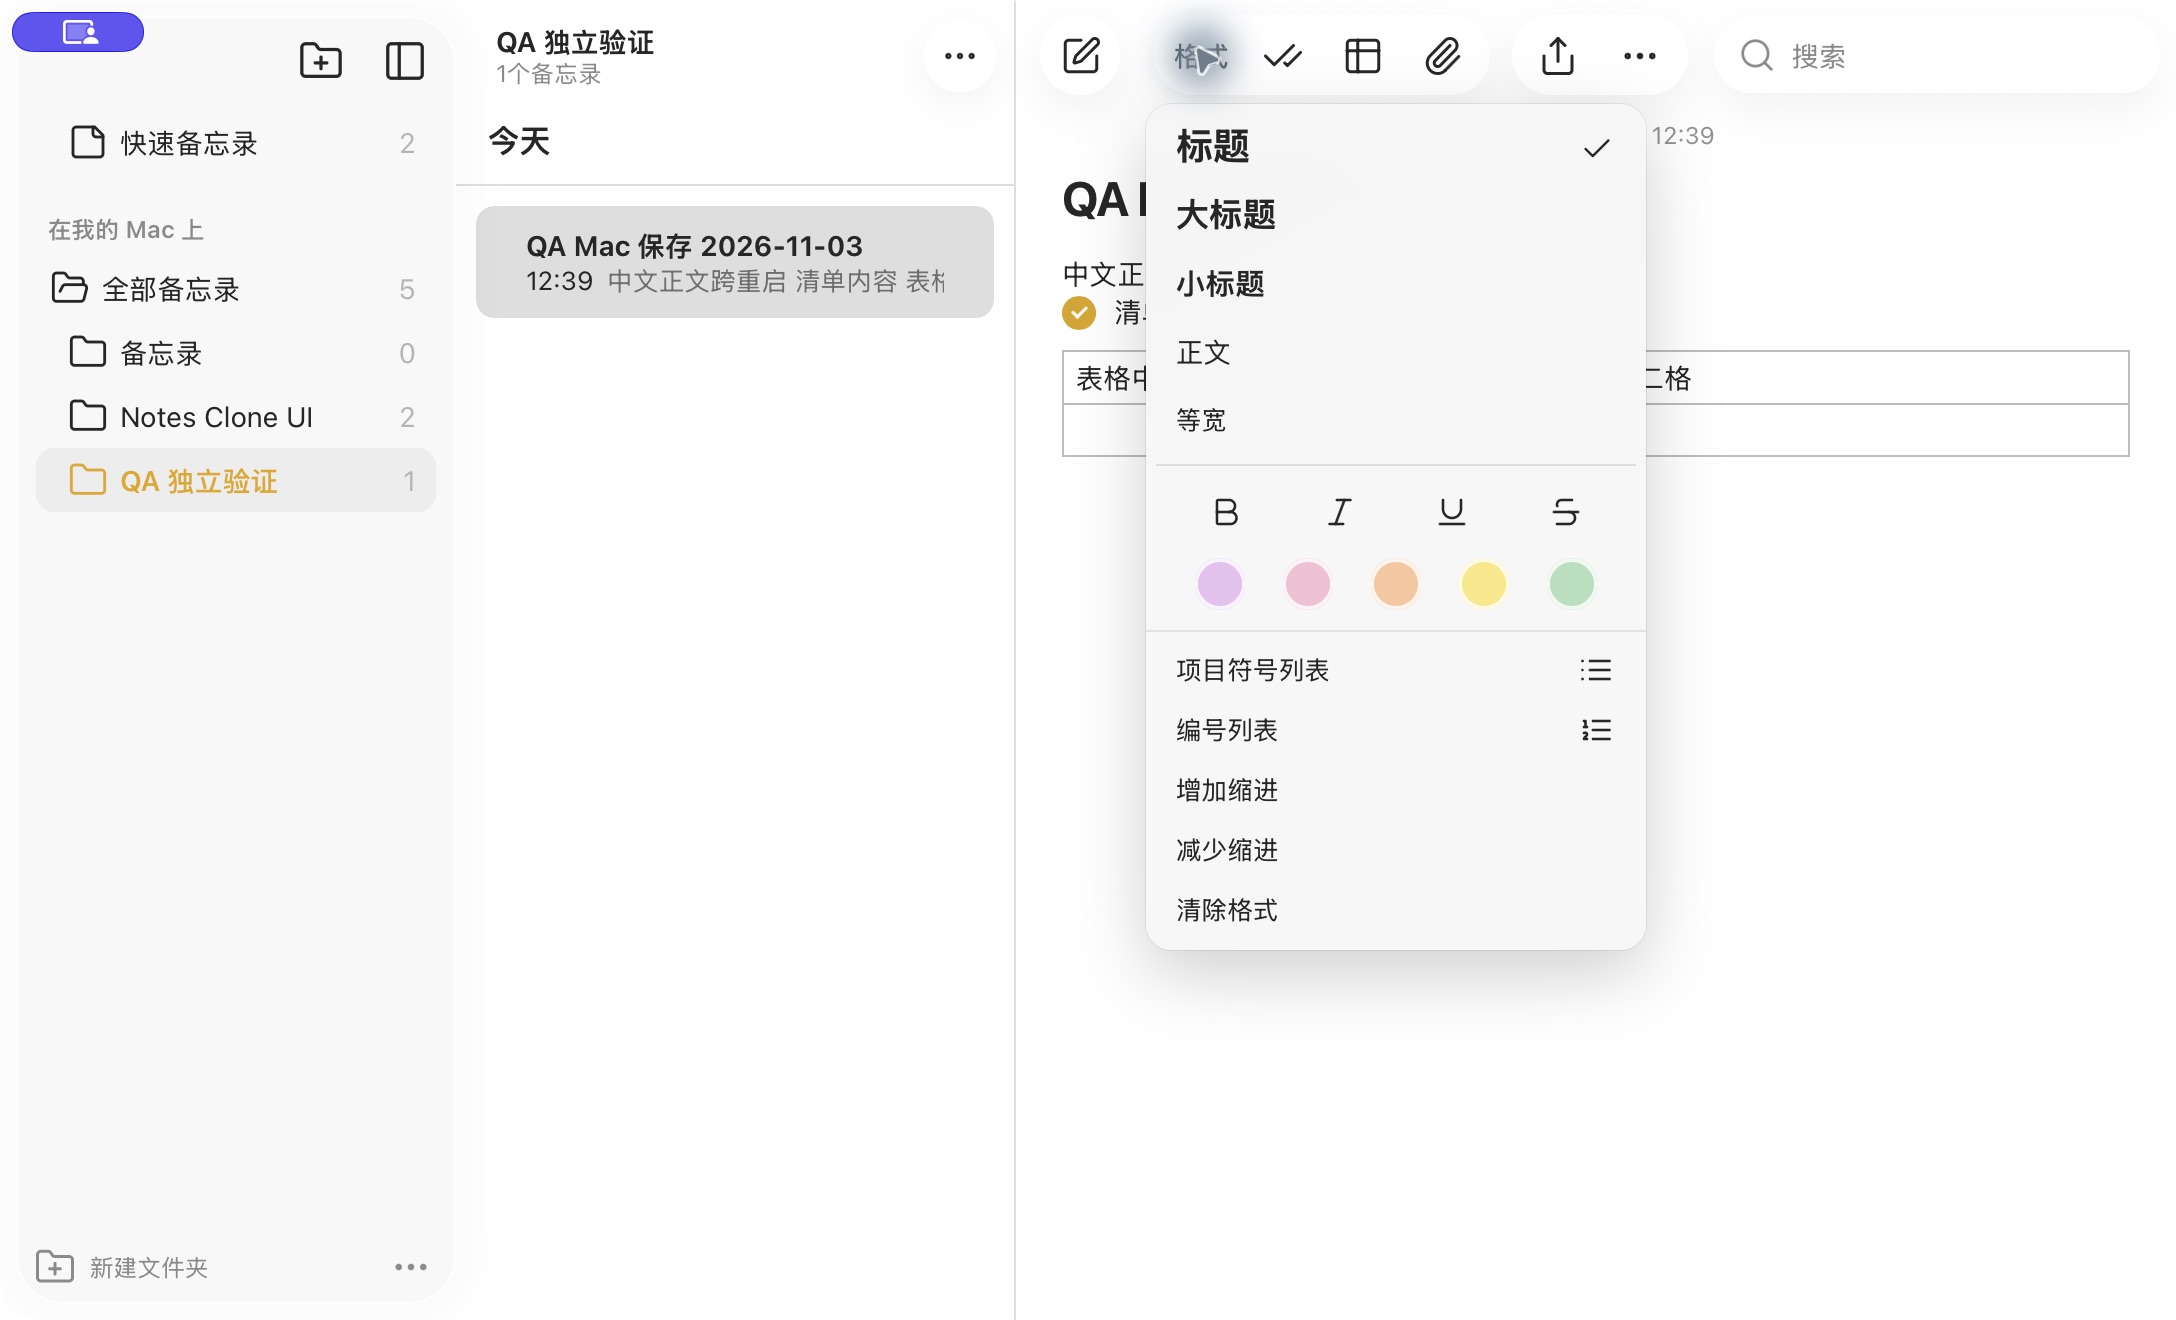 快速备忘录 2
在我的 Mac 上
全部备忘录 5
备忘录 0
Notes Clone UI 2
QA 独立验证 1
新建文件夹
QA 独立验证
1个备忘录
今天
QA Mac 保存 2026-11-03
12:39 中文正文跨重启 清单内容 表
格式
搜索
12:39
QA
中文正
清
表格中
二格
标题
大标题
小标题
正文
等宽
B I U S
项目符号列表
编号列表
增加缩进
减少缩进
清除格式